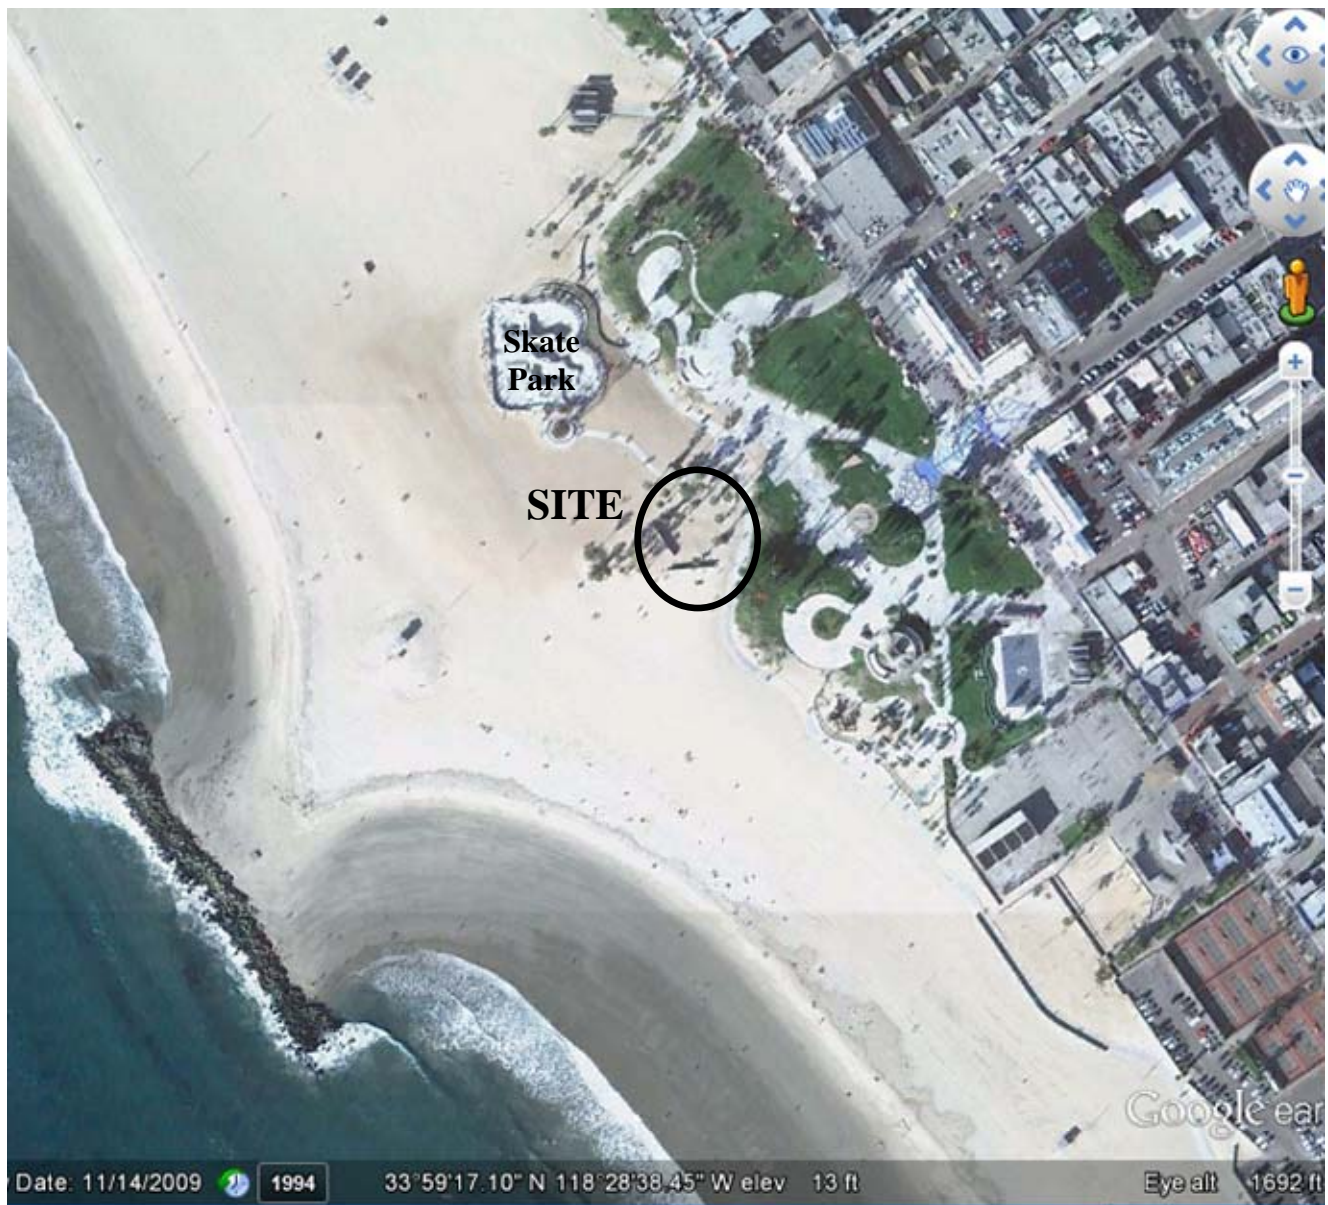 Skate
Park
SITE
Google ear
Date: 11/14/2009
1994
33°59'17.10" N 118°28'38.45" W elev 13 ft
Eye alt 1692 ft